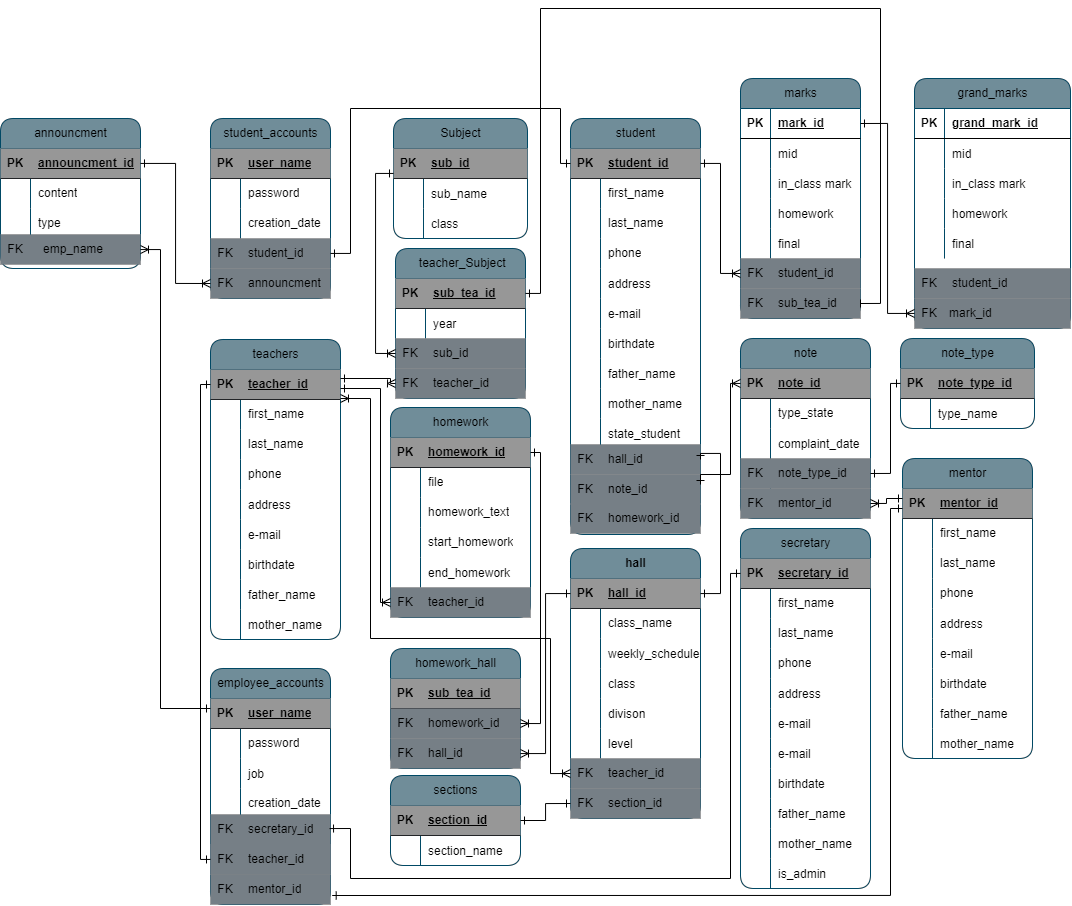 announcment
PK announcment_id
content
type
FK emp_name
student_accounts
PK user_name
password
creation_date
FK student_id
FK announcment
Subject
PK sub_id
sub_name
class
teacher_Subject
PK sub_tea_id
year
FK sub_id
FK teacher_id
student
PK student_id
first_name
last_name
phone
address
e-mail
birthdate
father_name
mother_name
state_student
FK hall_id
FK note_id
FK homework_id
marks
PK mark_id
mid
in_class mark
homework
final
FK student_id
FK sub_tea_id
grand_marks
PK grand_mark_id
mid
in_class mark
homework
final
FK student_id
FK mark_id
teachers
PK teacher_id
first_name
last_name
phone
address
e-mail
birthdate
father_name
mother_name
homework
PK homework_id
file
homework_text
start_homework
end_homework
FK teacher_id
note
PK note_id
type_state
complaint_date
FK note_type_id
FK mentor_id
note_type
PK note_type_id
type_name
mentor
PK mentor_id
first_name
last_name
phone
address
e-mail
birthdate
father_name
mother_name
secretary
PK secretary_id
first_name
last_name
phone
address
e-mail
e-mail
birthdate
father_name
mother_name
is_admin
hall
PK hall_id
class_name
weekly_schedule
class
divison
level
FK teacher_id
FK section_id
homework_hall
PK sub_tea_id
FK homework_id
FK hall_id
employee_accounts
PK user_name
password
job
creation_date
FK secretary_id
FK teacher_id
FK mentor_id
sections
PK section_id
section_name